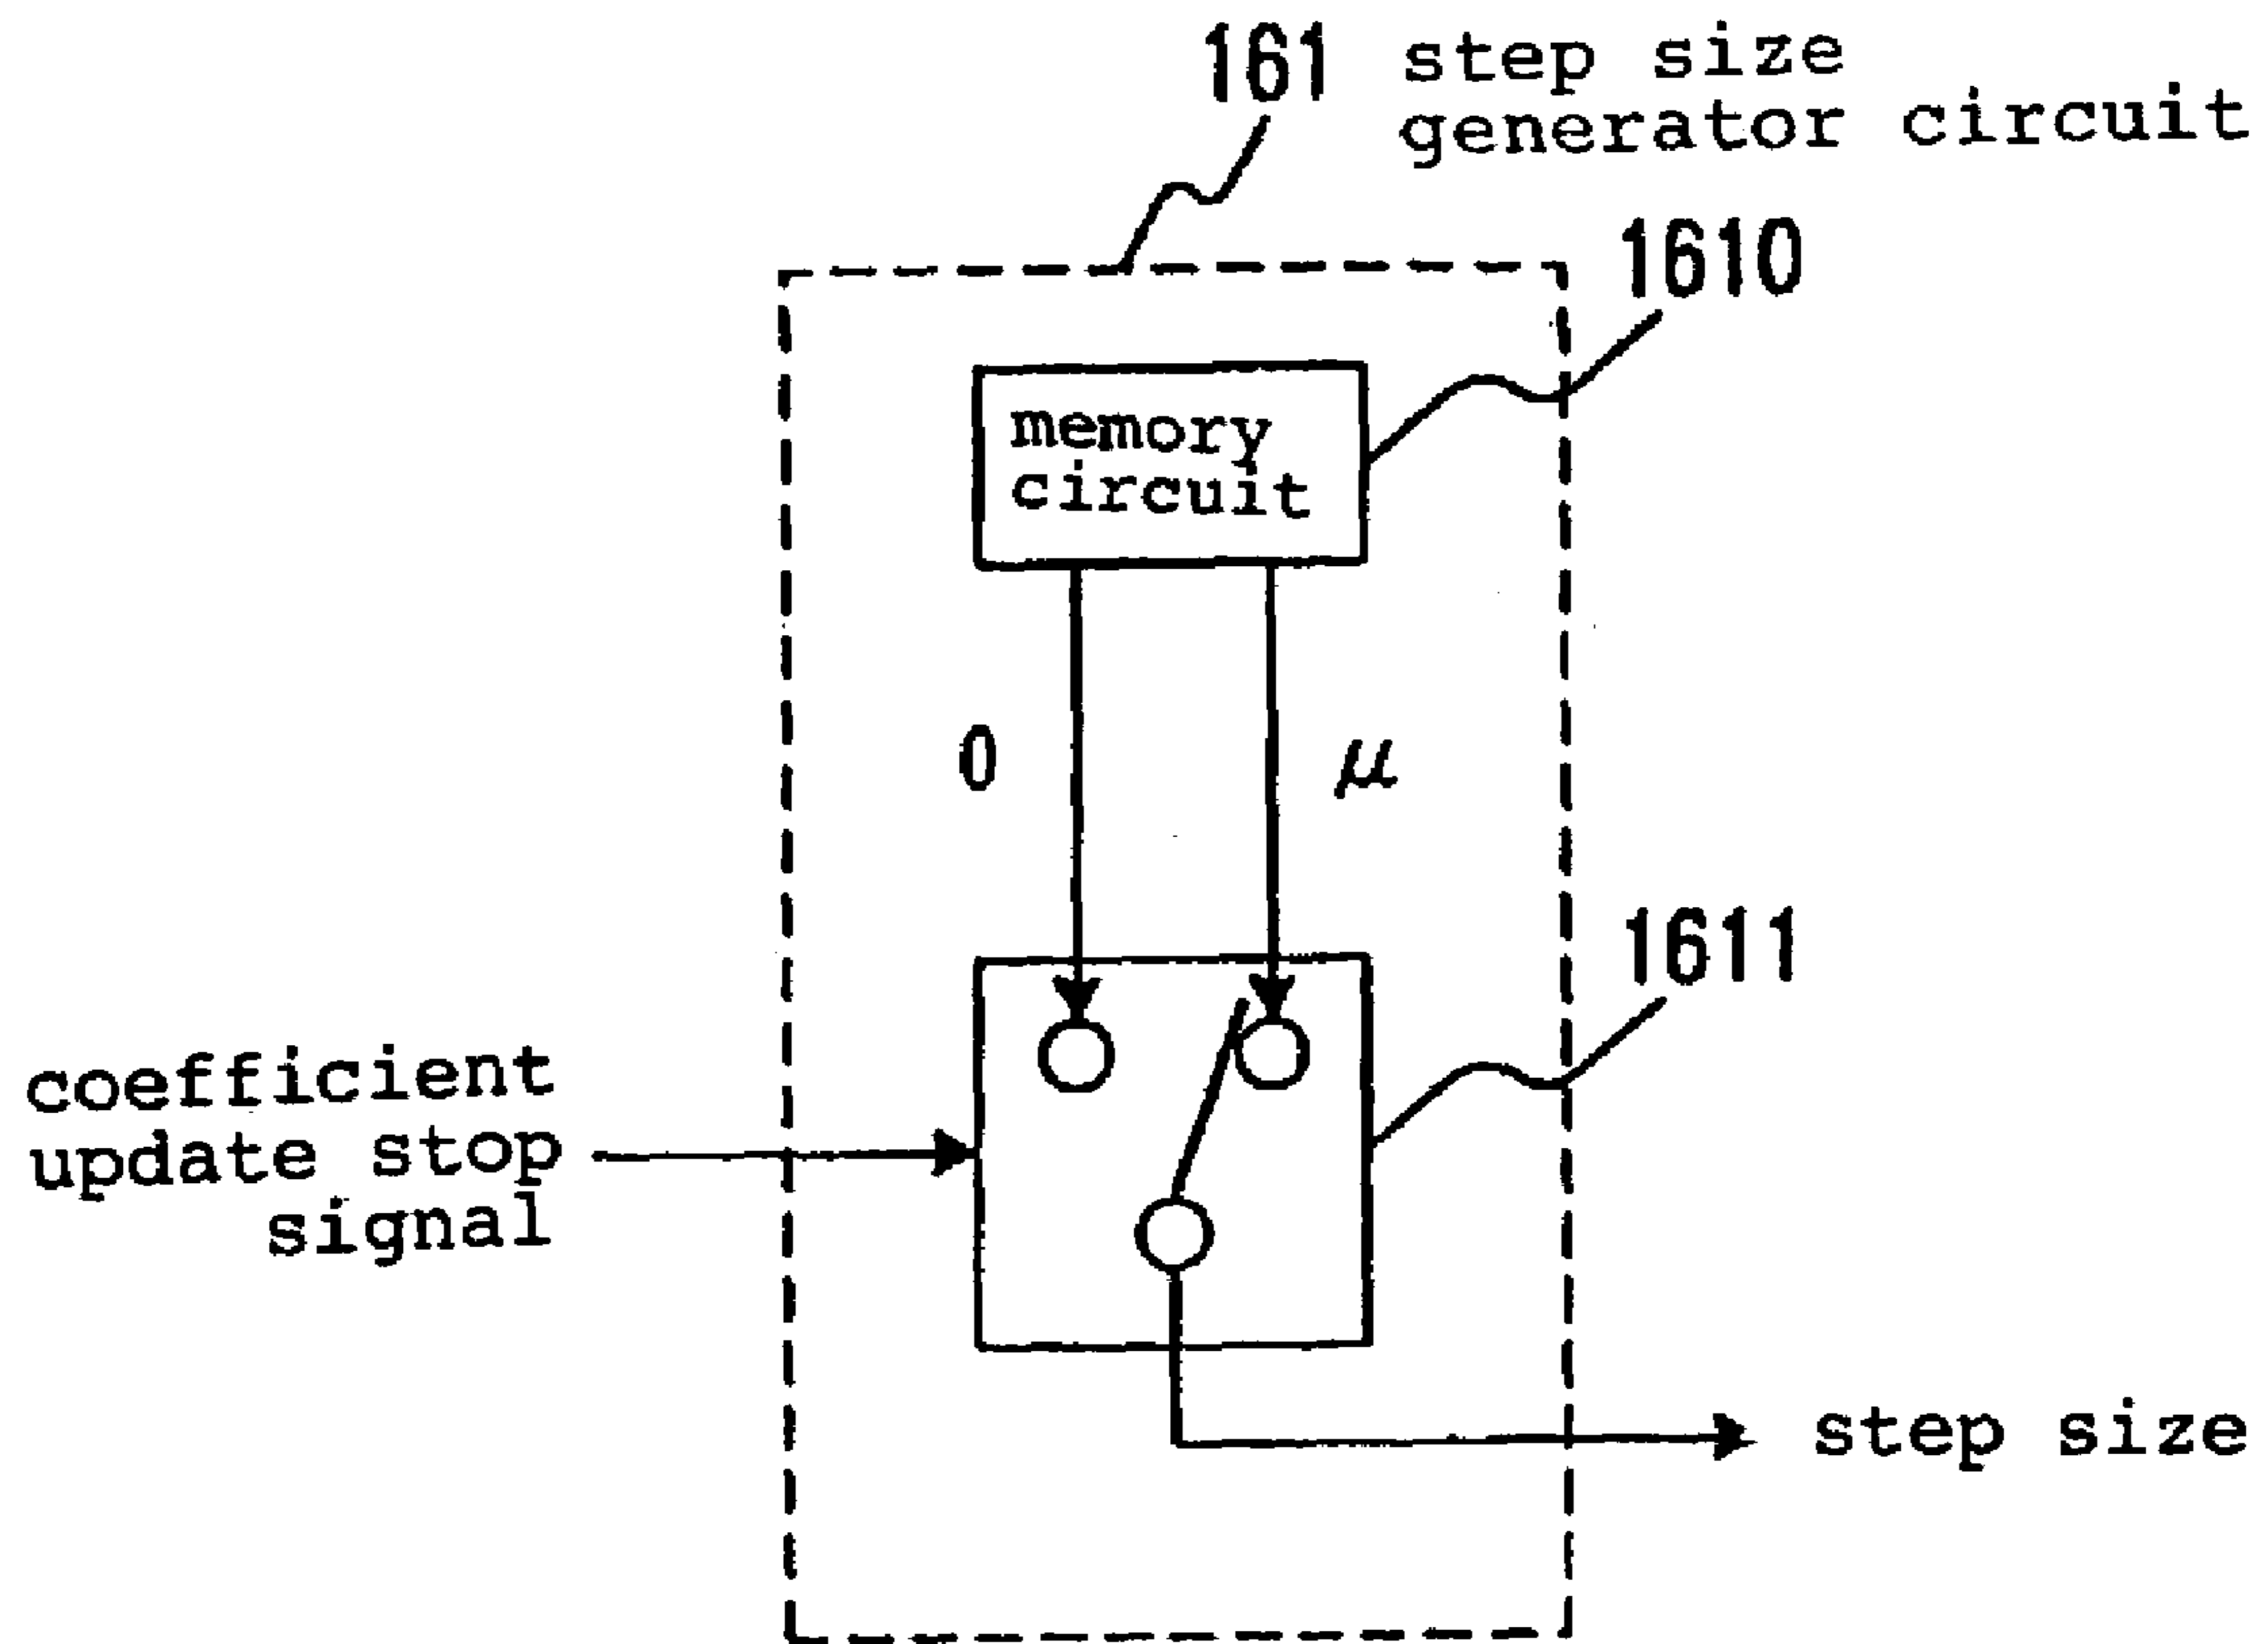 161
step size
generator circuit
1610
memory
circuit
0
μ
1611
coefficient
update stop
signal
step size